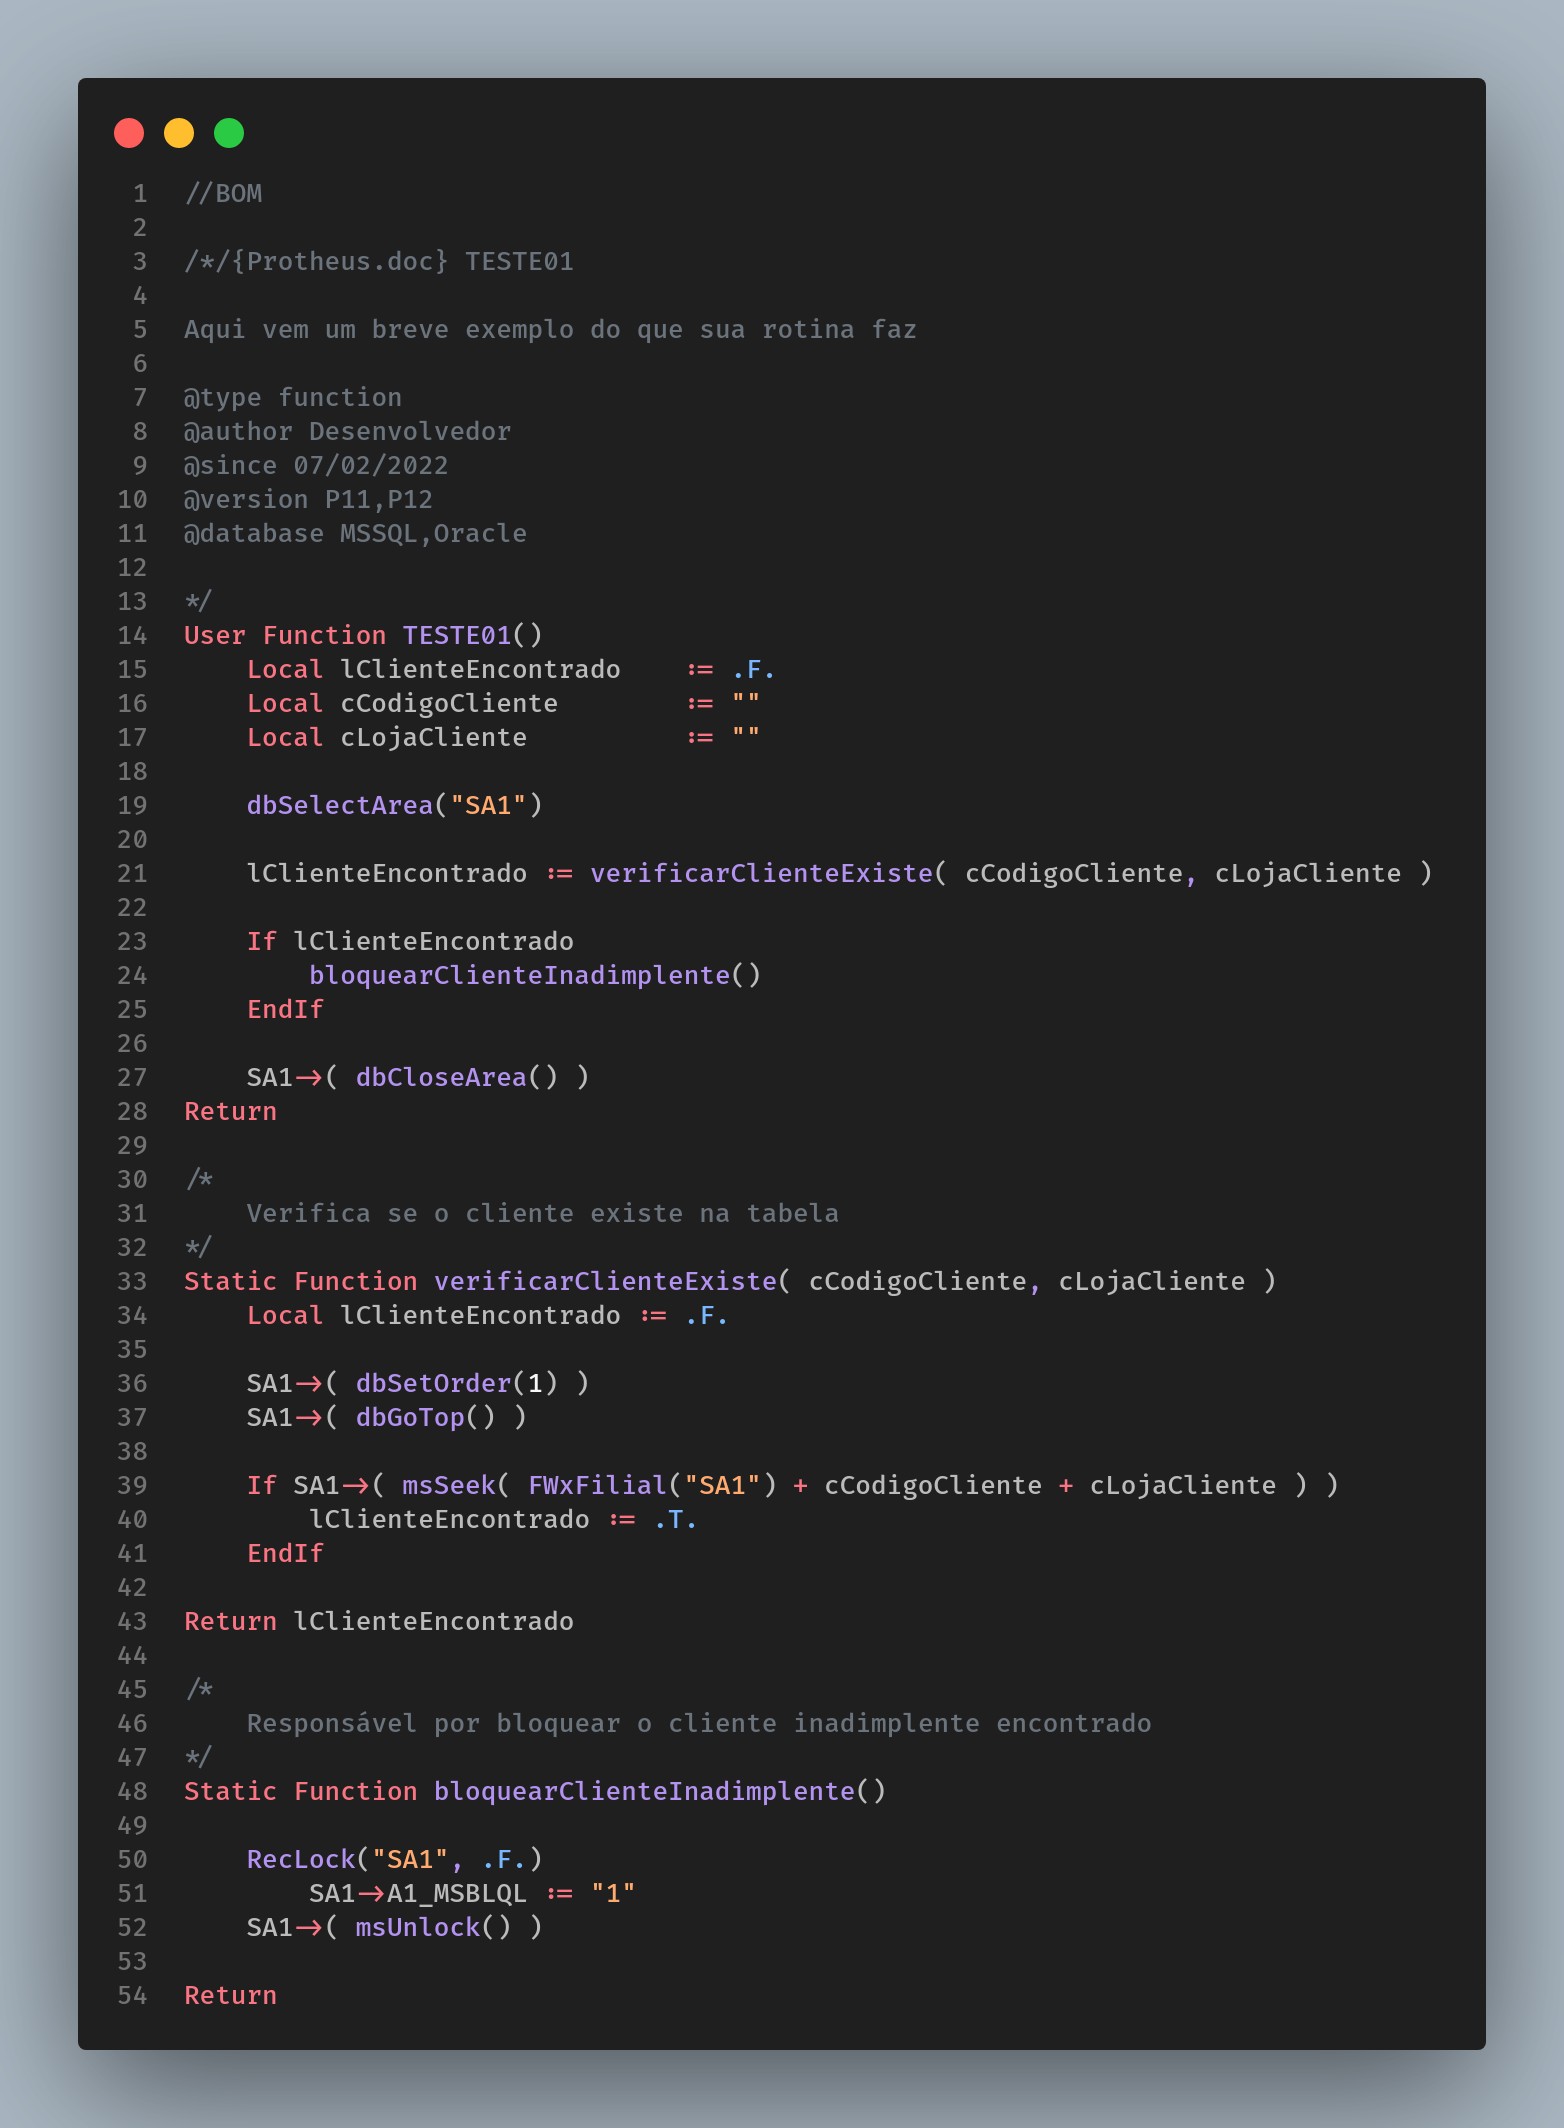 1 //BOM
2
3 /*/{Protheus.doc} TESTE01
4
5 Aqui vem um breve exemplo do que sua rotina faz
6
7 @type function
8 @author Desenvolvedor
9 @since 07/02/2022
10 @version P11,P12
11 @database MSSQL,Oracle
12
13 */
14 User Function TESTE01()
15     Local lClienteEncontrado    := .F.
16     Local cCodigoCliente        := ""
17     Local cLojaCliente          := ""
18
19     dbSelectArea("SA1")
20
21     lClienteEncontrado := verificarClienteExiste( cCodigoCliente, cLojaCliente )
22
23     If lClienteEncontrado
24         bloquearClienteInadimplente()
25     EndIf
26
27     SA1->( dbCloseArea() )
28 Return
29
30 /*
31     Verifica se o cliente existe na tabela
32 */
33 Static Function verificarClienteExiste( cCodigoCliente, cLojaCliente )
34     Local lClienteEncontrado := .F.
35
36     SA1->( dbSetOrder(1) )
37     SA1->( dbGoTop() )
38
39     If SA1->( msSeek( FWxFilial("SA1") + cCodigoCliente + cLojaCliente ) )
40         lClienteEncontrado := .T.
41     EndIf
42
43 Return lClienteEncontrado
44
45 /*
46     Responsável por bloquear o cliente inadimplente encontrado
47 */
48 Static Function bloquearClienteInadimplente()
49
50     RecLock("SA1", .F.)
51         SA1->A1_MSBLQL := "1"
52     SA1->( msUnlock() )
53
54 Return